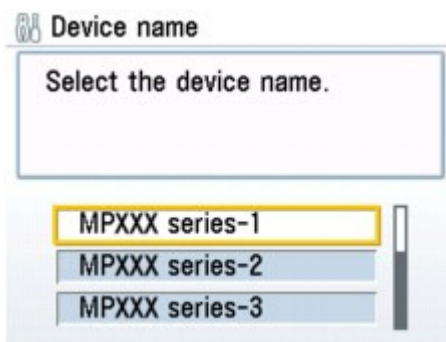 Device name
Select the device name.
MPXXX series-1
MPXXX series-2
MPXXX series-3